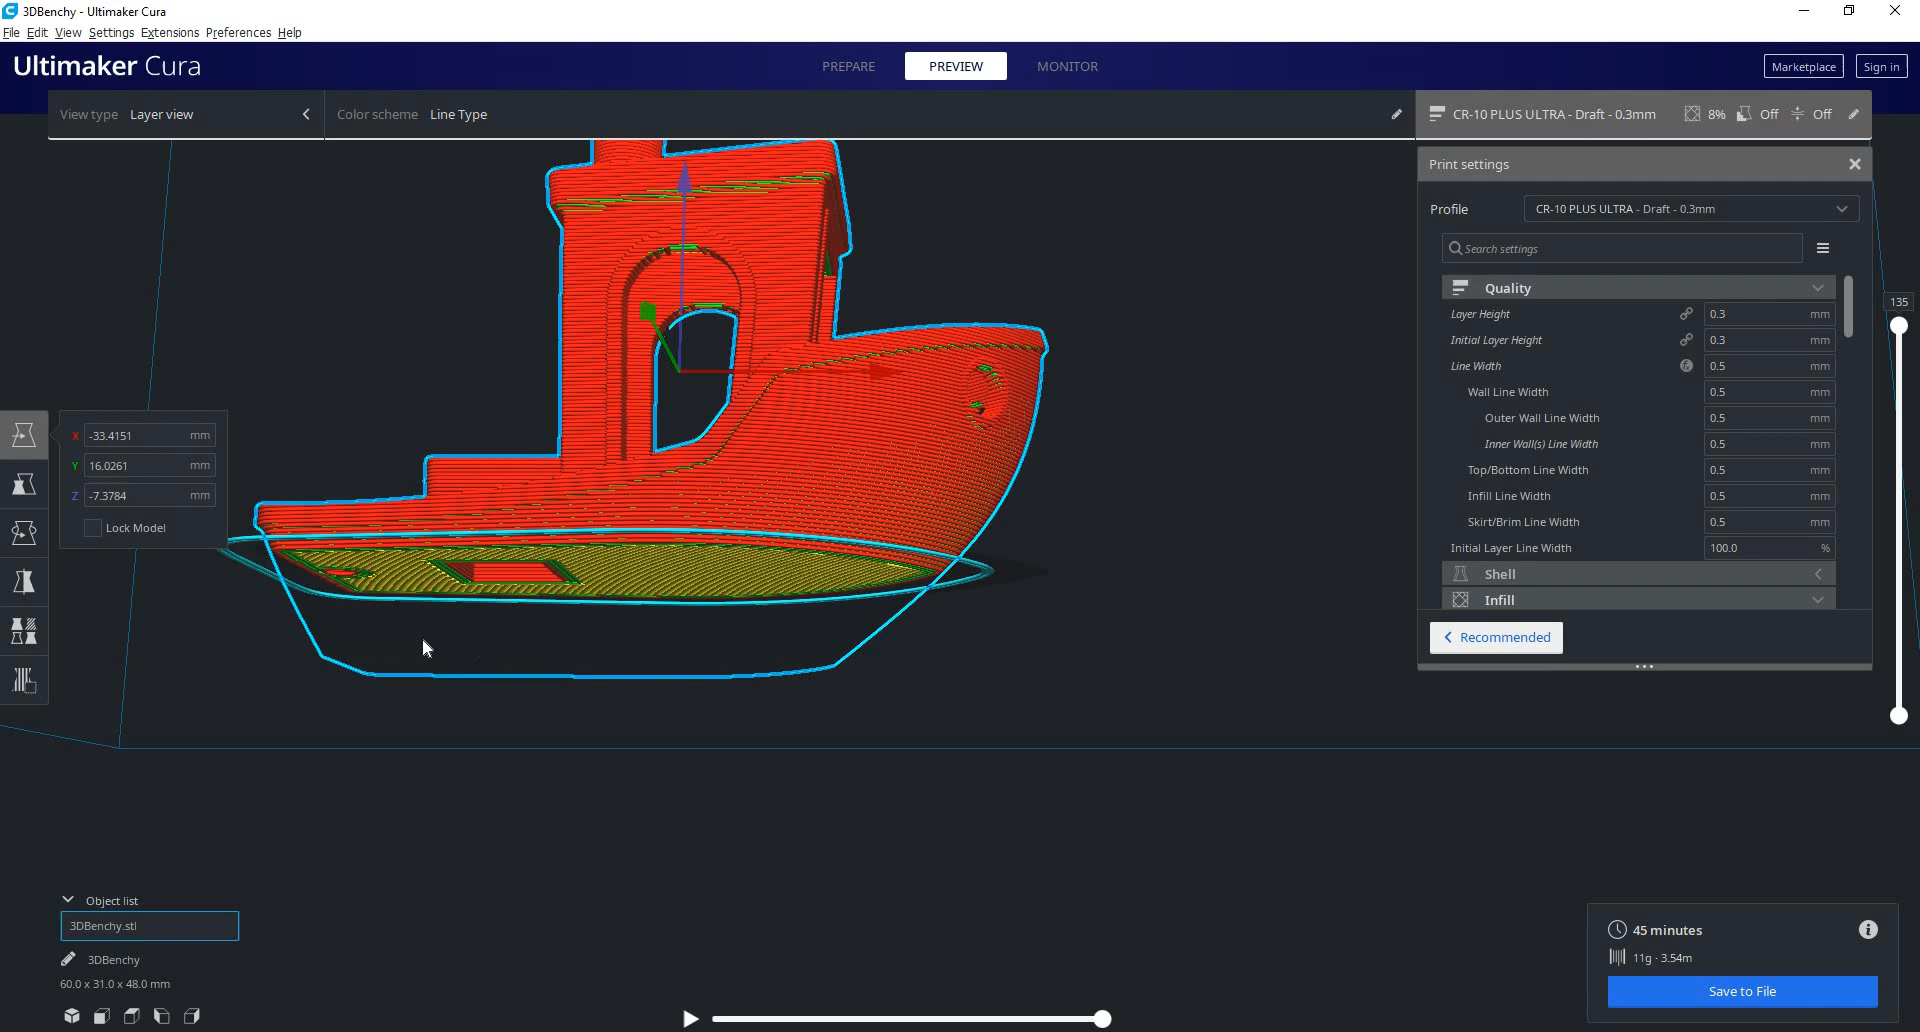 3DBenchy - Ultimaker Cura
File Edit View Settings Extensions Preferences Help
Ultimaker Cura
PREPARE
PREVIEW
MONITOR
Marketplace
Sign in
View type Layer view
Color scheme Line Type
CR-10 PLUS ULTRA - Draft - 0.3mm 8% Off Off
Print settings
Profile CR-10 PLUS ULTRA - Draft - 0.3mm
Search settings
Quality
Layer Height 0.3 mm
Initial Layer Height 0.3 mm
Line Width 0.5 mm
Wall Line Width 0.5 mm
Outer Wall Line Width 0.5 mm
Inner Wall(s) Line Width 0.5 mm
Top/Bottom Line Width 0.5 mm
Infill Line Width 0.5 mm
Skirt/Brim Line Width 0.5 mm
Initial Layer Line Width 100.0 %
Shell
Infill
Recommended
135
X -33.4151 mm
Y 16.0261 mm
Z -7.3784 mm
Lock Model
Object list
3DBenchy.stl
3DBenchy
60.0 x 31.0 x 48.0 mm
45 minutes
11g · 3.54m
Save to File